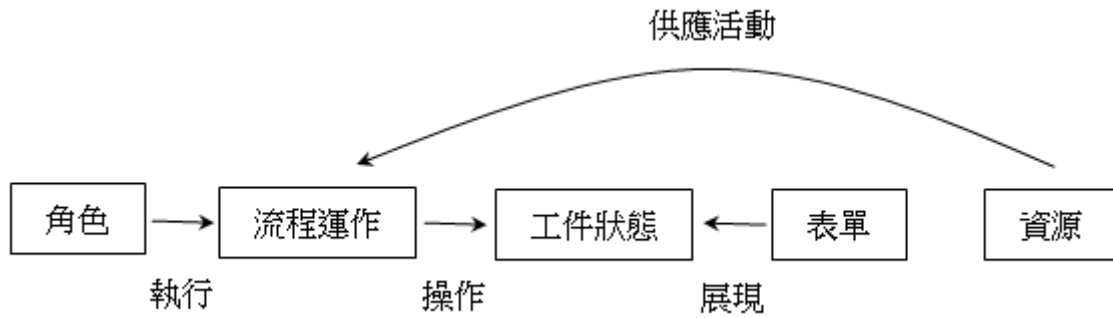 供應活動
角色
流程運作
工件狀態
表單
資源
執行
操作
展現